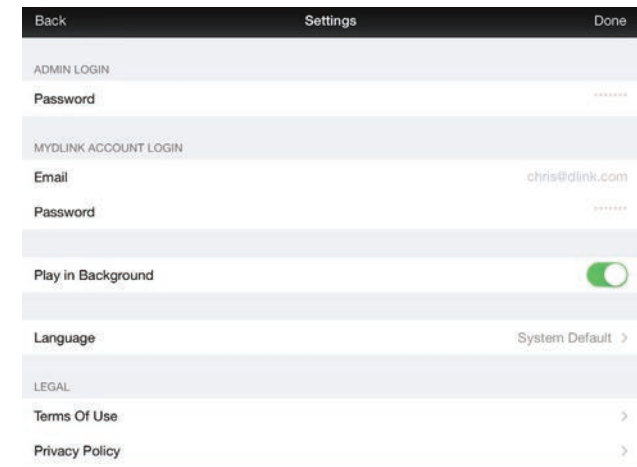 Back Settings Done
ADMIN LOGIN
Password •••••••
MYDLINK ACCOUNT LOGIN
Email chris@dlink.com
Password •••••••
Play in Background
Language System Default >
LEGAL
Terms Of Use >
Privacy Policy >